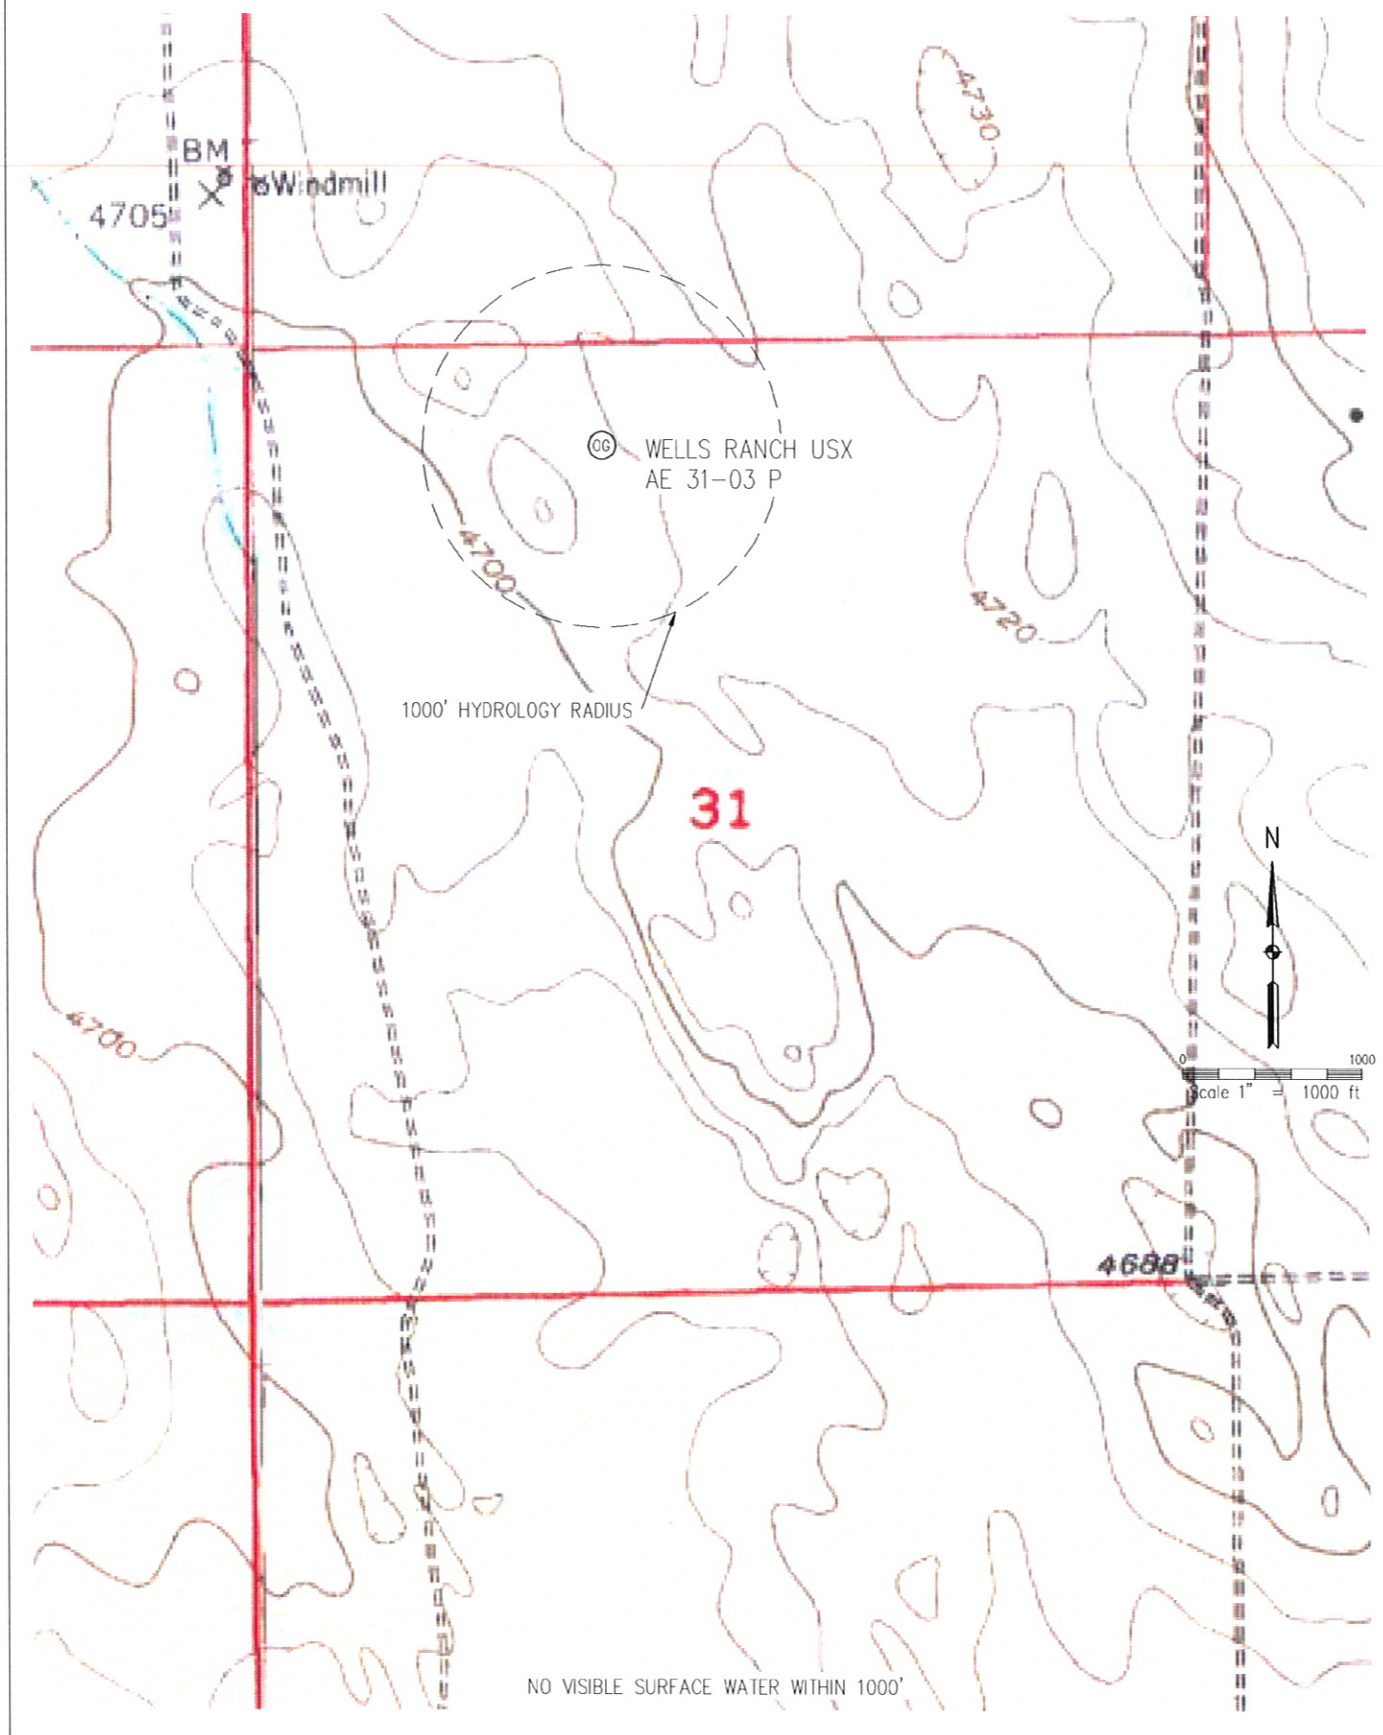 4730
BM
Windmill
4705
OG
WELLS RANCH USX
AE 31-03 P
4700
4720
1000' HYDROLOGY RADIUS
31
N
4700
0 1000
Scale 1" = 1000 ft
4688
NO VISIBLE SURFACE WATER WITHIN 1000'